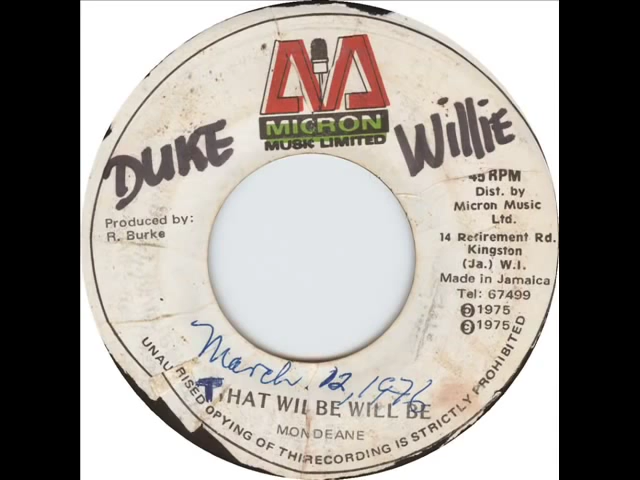 MICRON
MUSIC LIMITED
DUKE
Willie
Produced by:
R. Burke
45 RPM
Dist. by
Micron Music
Ltd.
14 Retirement Rd.
Kingston
(Ja.) W.I.
Made in Jamaica
Tel: 67499
℗ 1975
© 1975
March. 12, 1976
THAT WIL BE, WILL BE
MONDEANE
UNAUTHORISED COPYING OF THIS RECORDING IS STRICTLY PROHIBITED